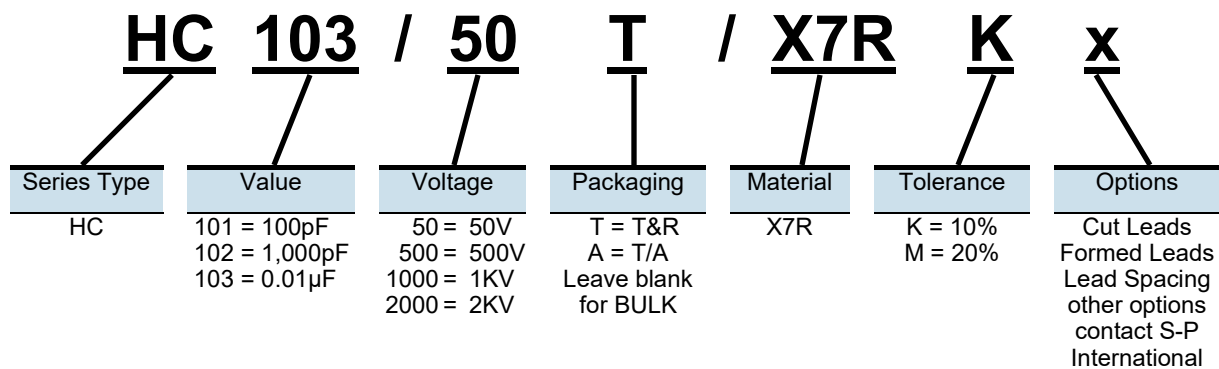 HC 103 / 50 T / X7R K x
Series Type Value Voltage Packaging Material Tolerance Options
HC
101 = 100pF
102 = 1,000pF
103 = 0.01µF
50 = 50V
500 = 500V
1000 = 1KV
2000 = 2KV
T = T&R
A = T/A
Leave blank
for BULK
X7R
K = 10%
M = 20%
Cut Leads
Formed Leads
Lead Spacing
other options
contact S-P
International